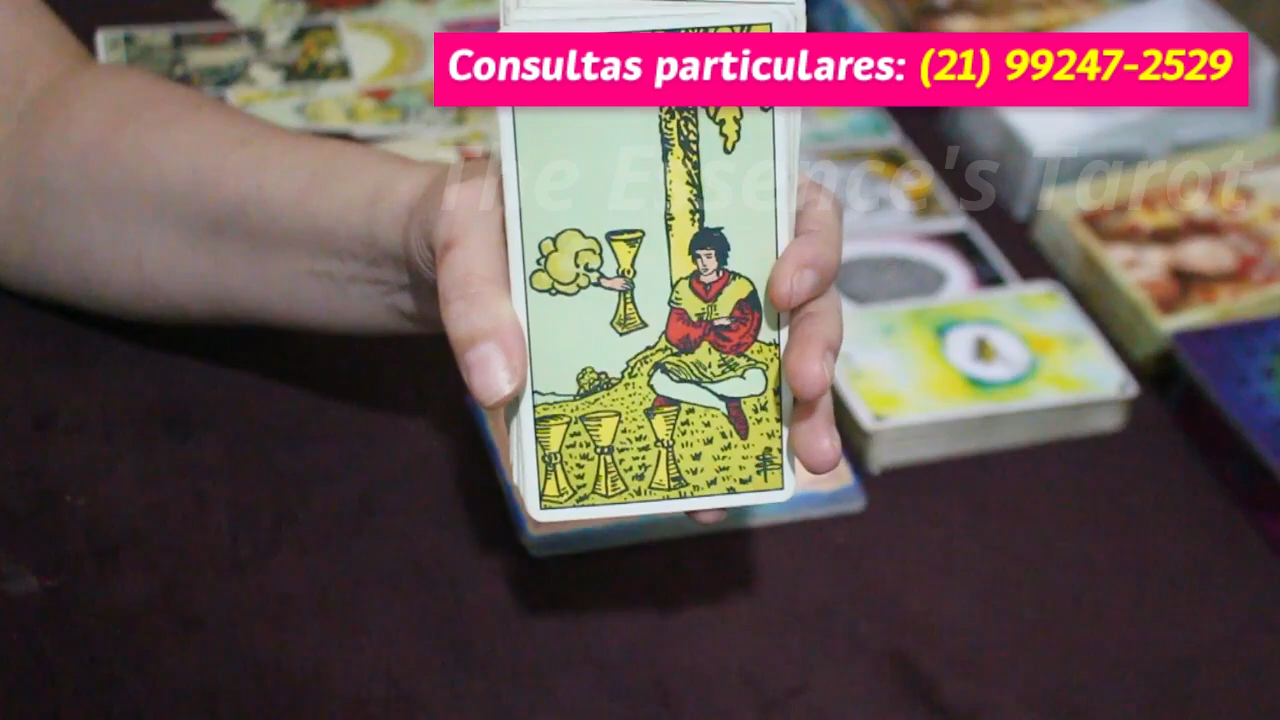 Consultas particulares: (21) 99247-2529
The Essence's Tarot